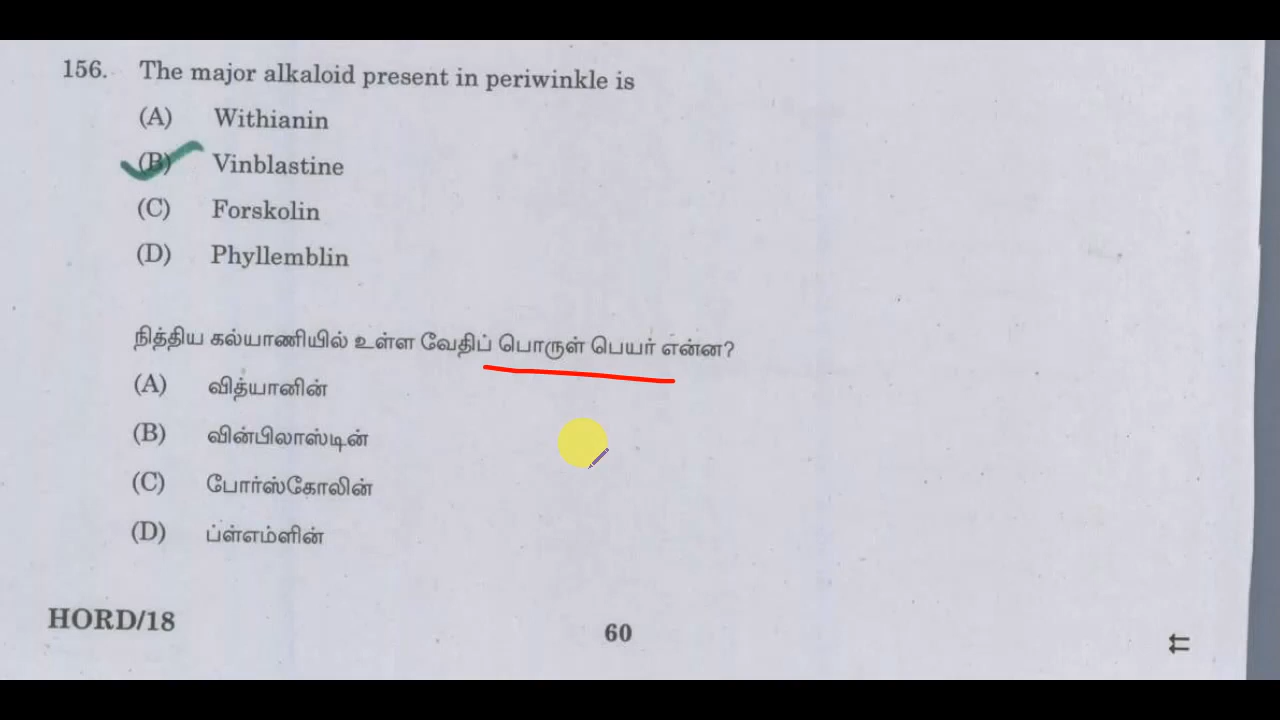 156. The major alkaloid present in periwinkle is
(A) Withianin
(B) Vinblastine
(C) Forskolin
(D) Phyllemblin
நித்திய கல்யாணியில் உள்ள வேதிப் பொருள் பெயர் என்ன?
(A) வித்யானின்
(B) வின்பிலாஸ்டின்
(C) போர்ஸ்கோலின்
(D) ப்ள்எம்ளின்
HORD/18 60